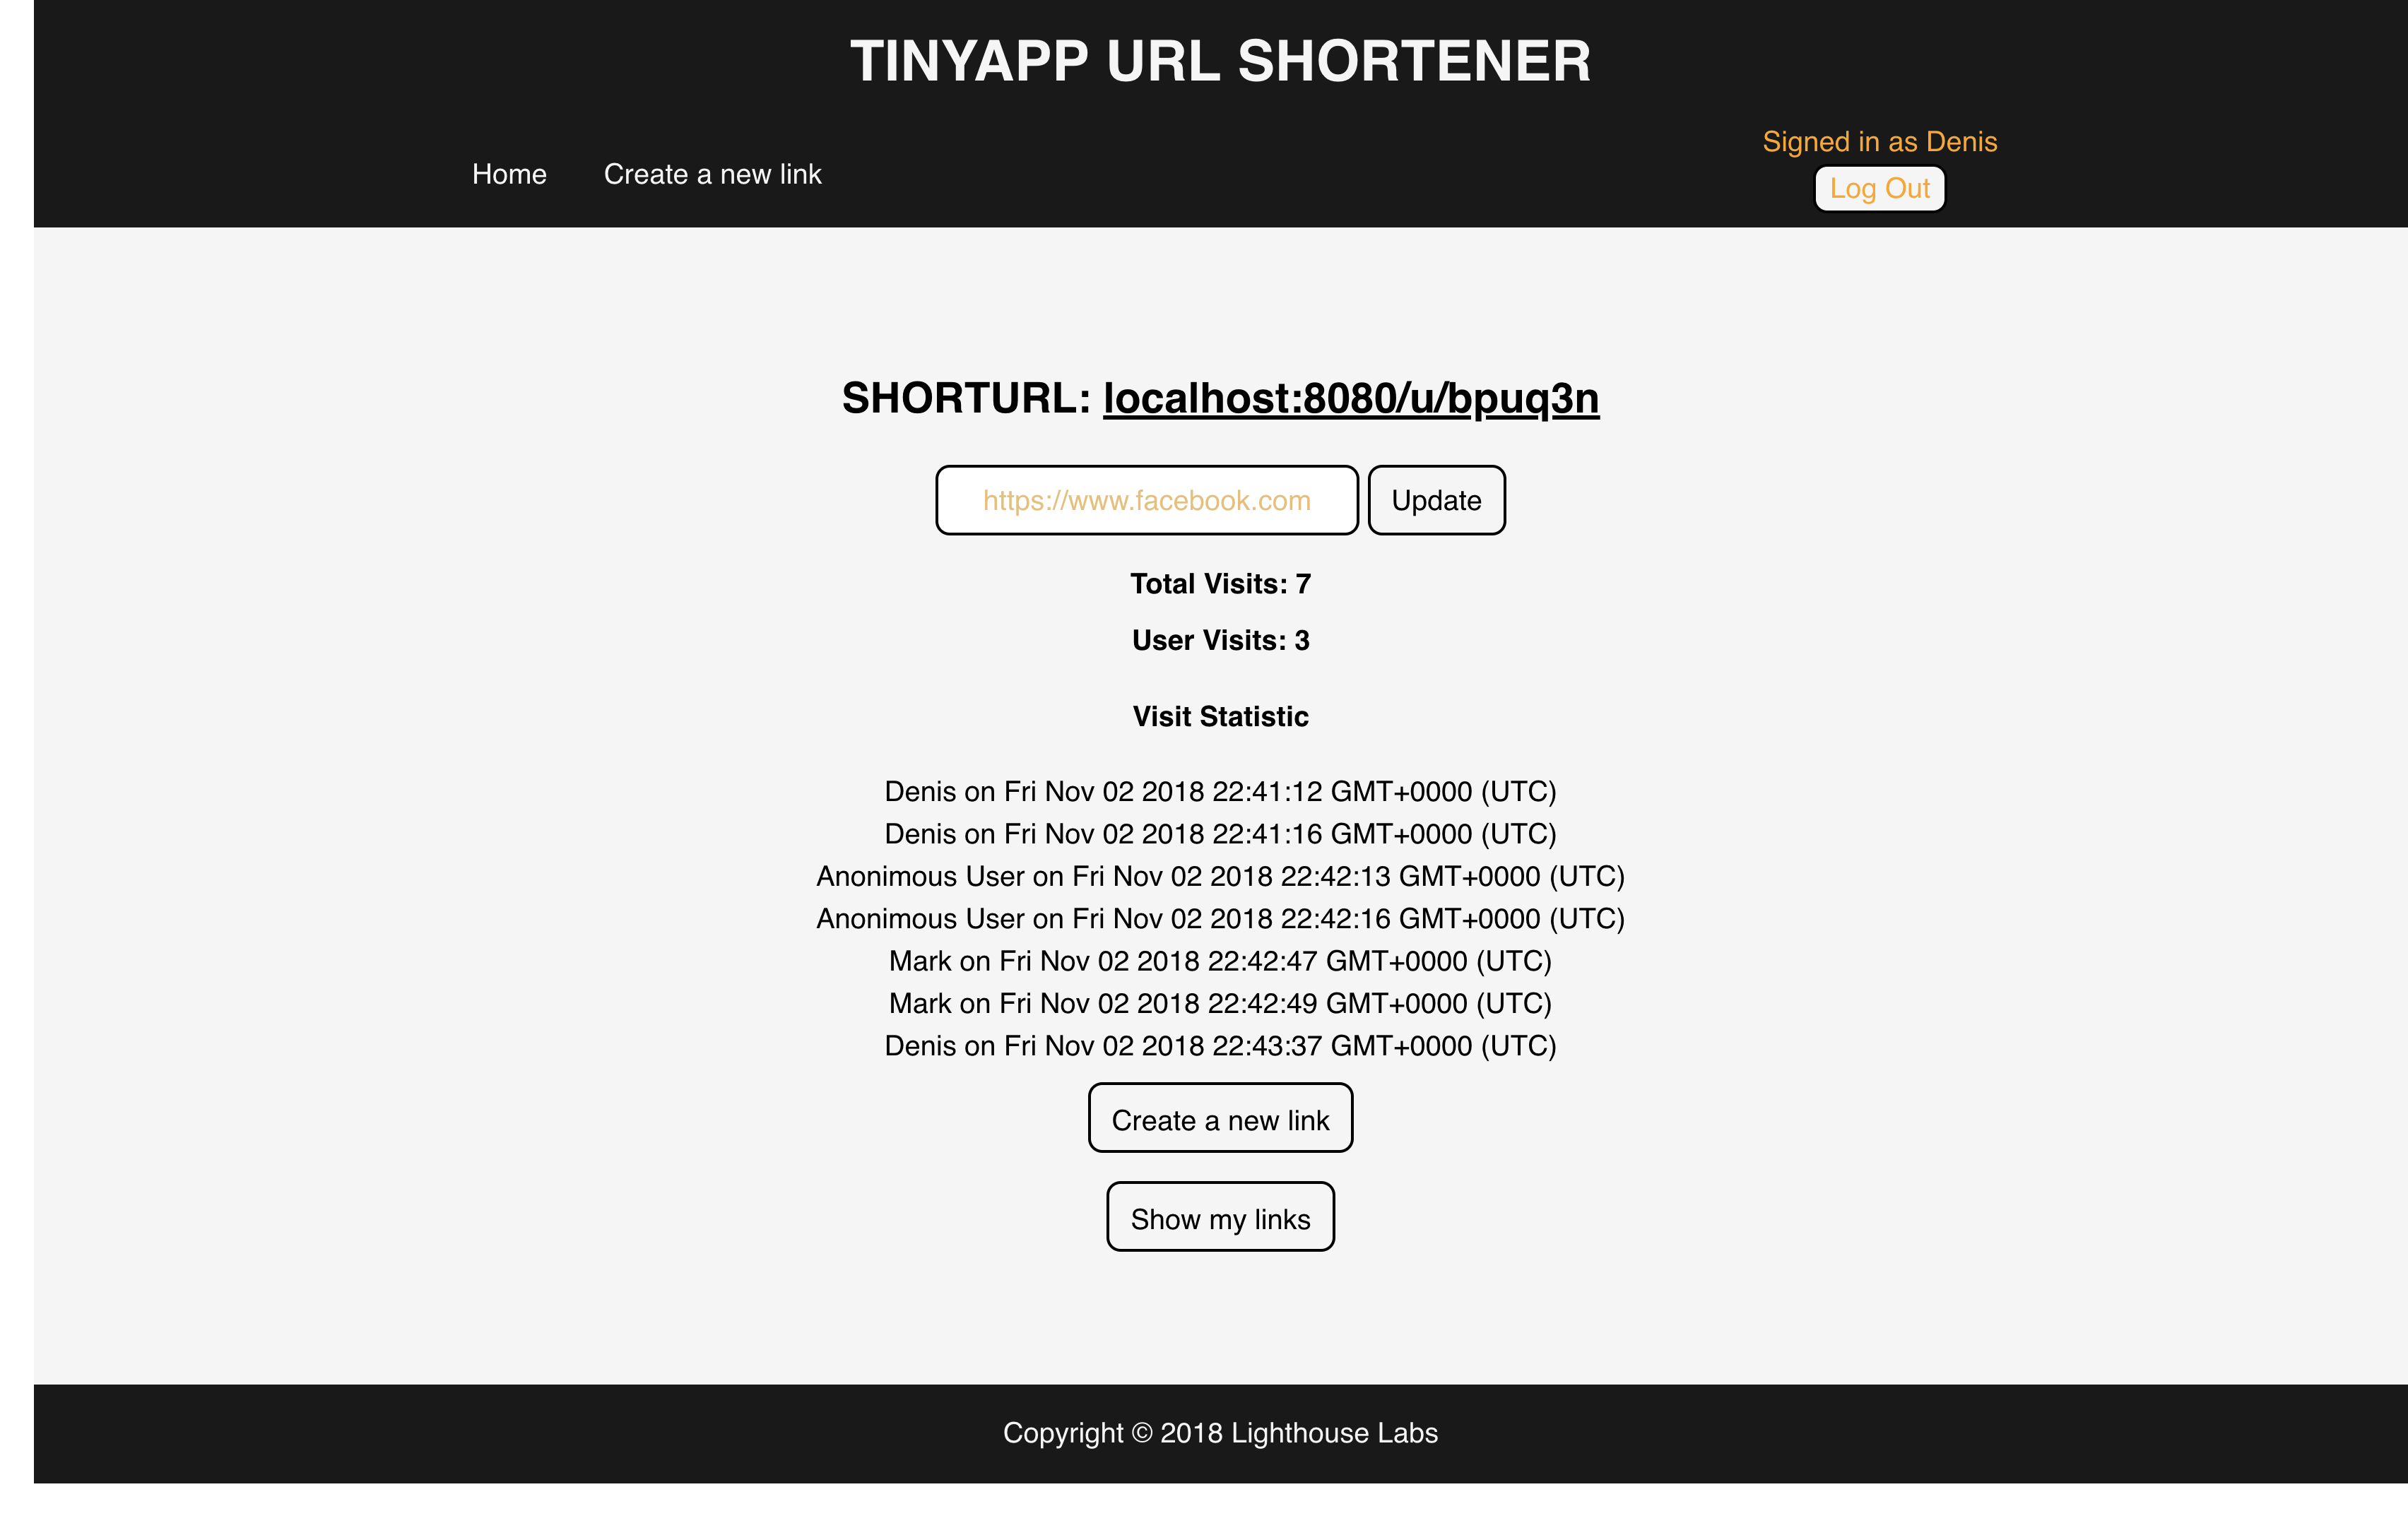 TINYAPP URL SHORTENER
Home Create a new link
Signed in as Denis
Log Out
SHORTURL: localhost:8080/u/bpuq3n
https://www.facebook.com Update
Total Visits: 7
User Visits: 3
Visit Statistic
Denis on Fri Nov 02 2018 22:41:12 GMT+0000 (UTC)
Denis on Fri Nov 02 2018 22:41:16 GMT+0000 (UTC)
Anonimous User on Fri Nov 02 2018 22:42:13 GMT+0000 (UTC)
Anonimous User on Fri Nov 02 2018 22:42:16 GMT+0000 (UTC)
Mark on Fri Nov 02 2018 22:42:47 GMT+0000 (UTC)
Mark on Fri Nov 02 2018 22:42:49 GMT+0000 (UTC)
Denis on Fri Nov 02 2018 22:43:37 GMT+0000 (UTC)
Create a new link
Show my links
Copyright © 2018 Lighthouse Labs